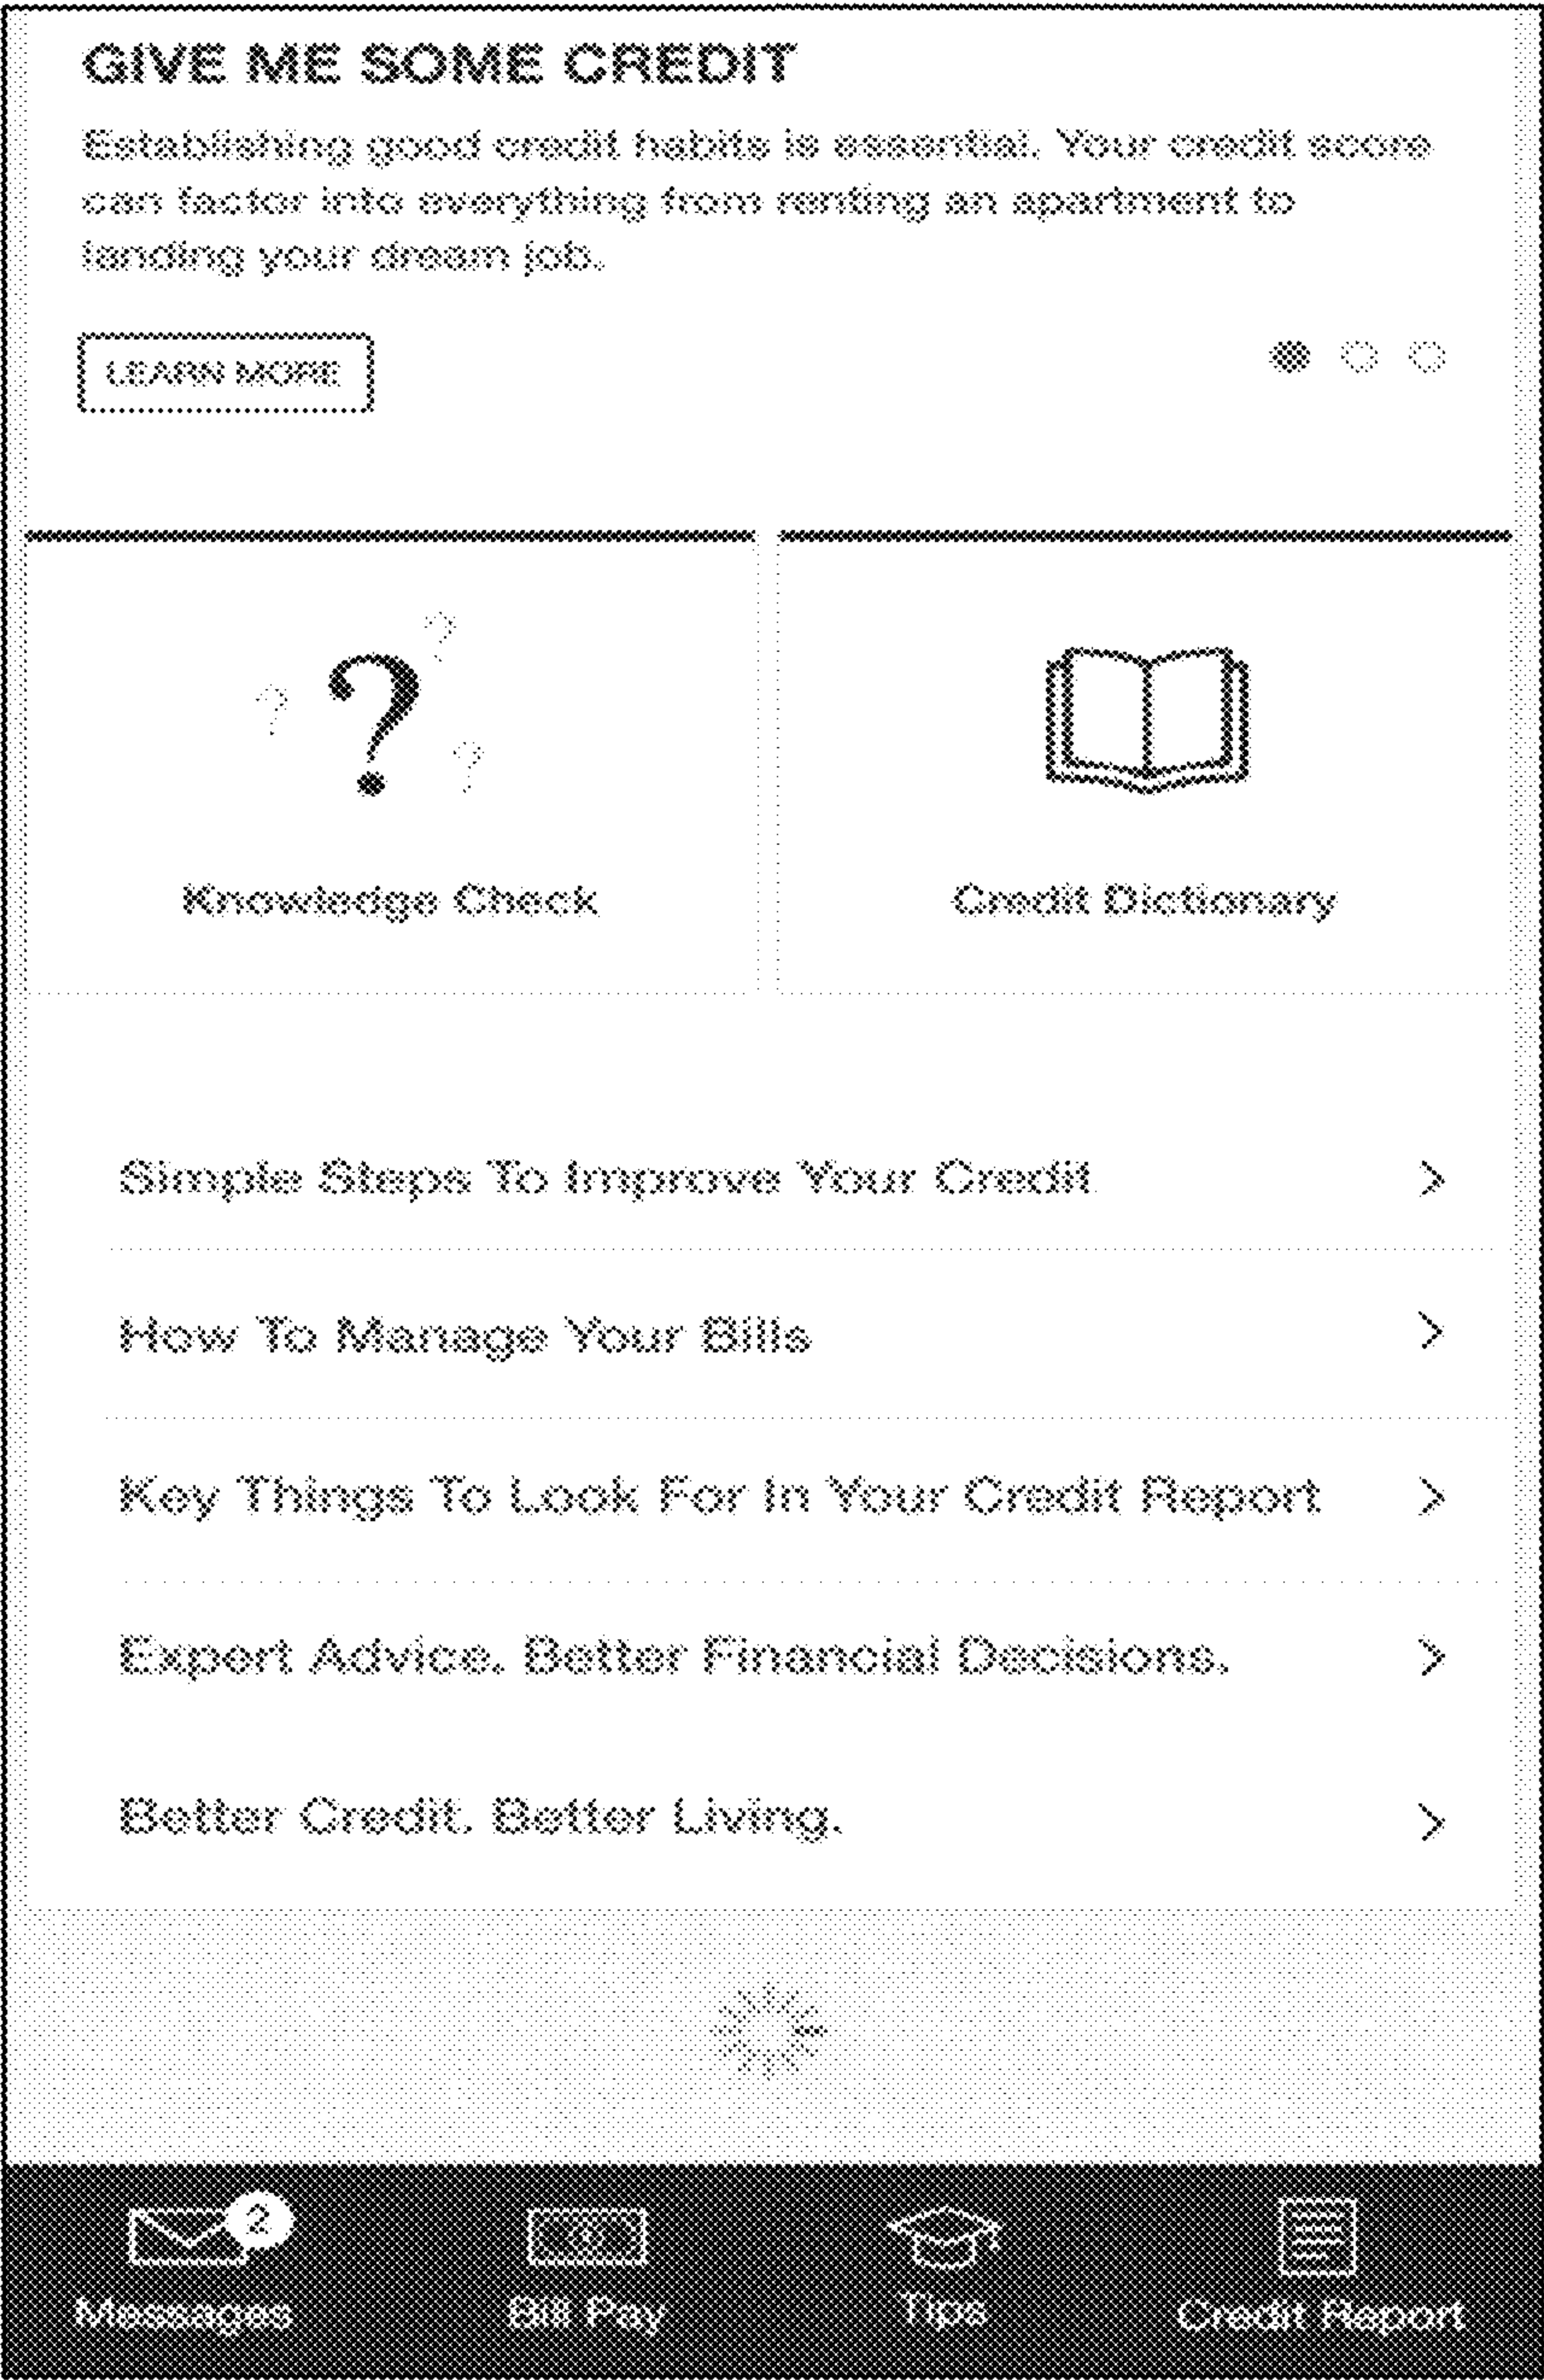 GIVE ME SOME CREDIT
Establishing good credit habits is essential. Your credit score
can factor into everything from renting an apartment to
landing your dream job.
LEARN MORE
?
?
?
?
Knowledge Check
Credit Dictionary
Simple Steps To Improve Your Credit
How To Manage Your Bills
Key Things To Look For In Your Credit Report
Expert Advice. Better Financial Decisions.
Better Credit. Better Living.
2
Messages
Bill Pay
Tips
Credit Report